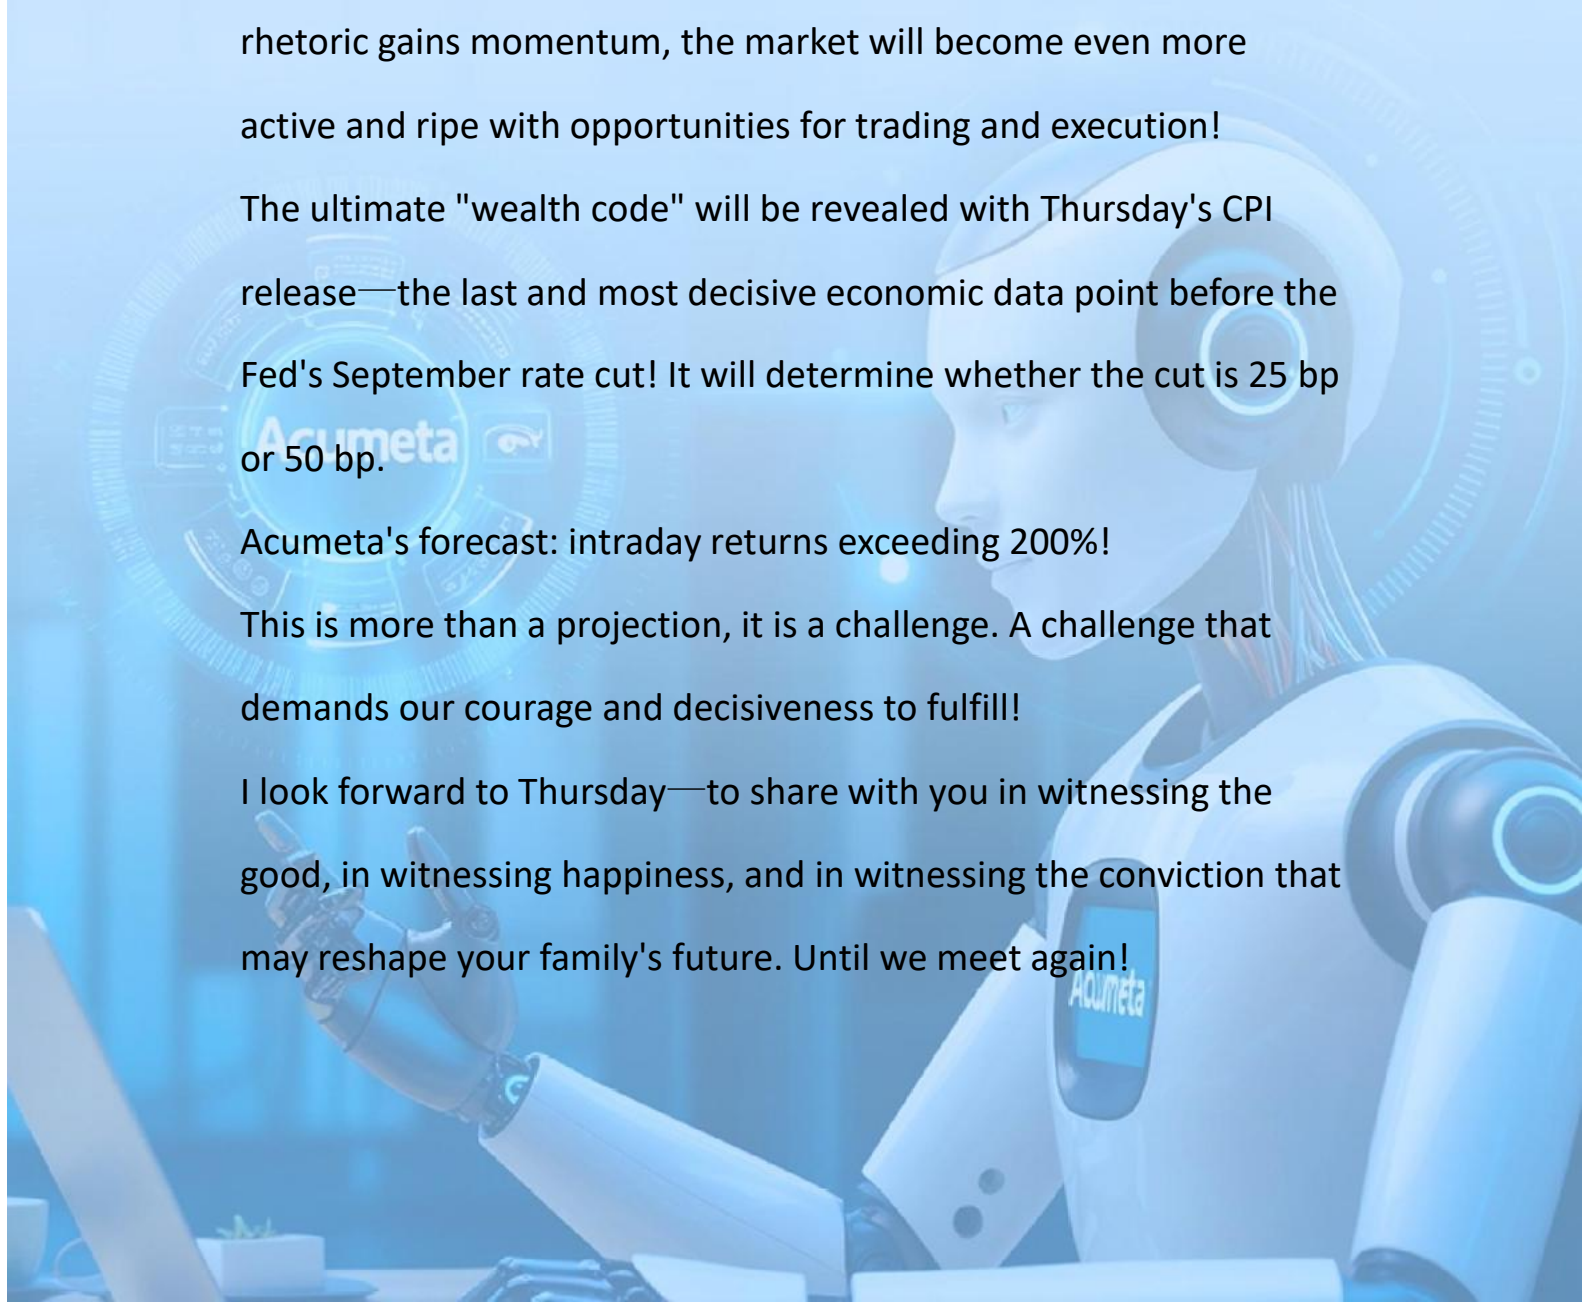 rhetoric gains momentum, the market will become even more
active and ripe with opportunities for trading and execution!
The ultimate "wealth code" will be revealed with Thursday's CPI
release—the last and most decisive economic data point before the
Fed's September rate cut! It will determine whether the cut is 25 bp
or 50 bp.
Acumeta
Acumeta's forecast: intraday returns exceeding 200%!
This is more than a projection, it is a challenge. A challenge that
demands our courage and decisiveness to fulfill!
I look forward to Thursday—to share with you in witnessing the
good, in witnessing happiness, and in witnessing the conviction that
may reshape your family's future. Until we meet again!
Acumeta